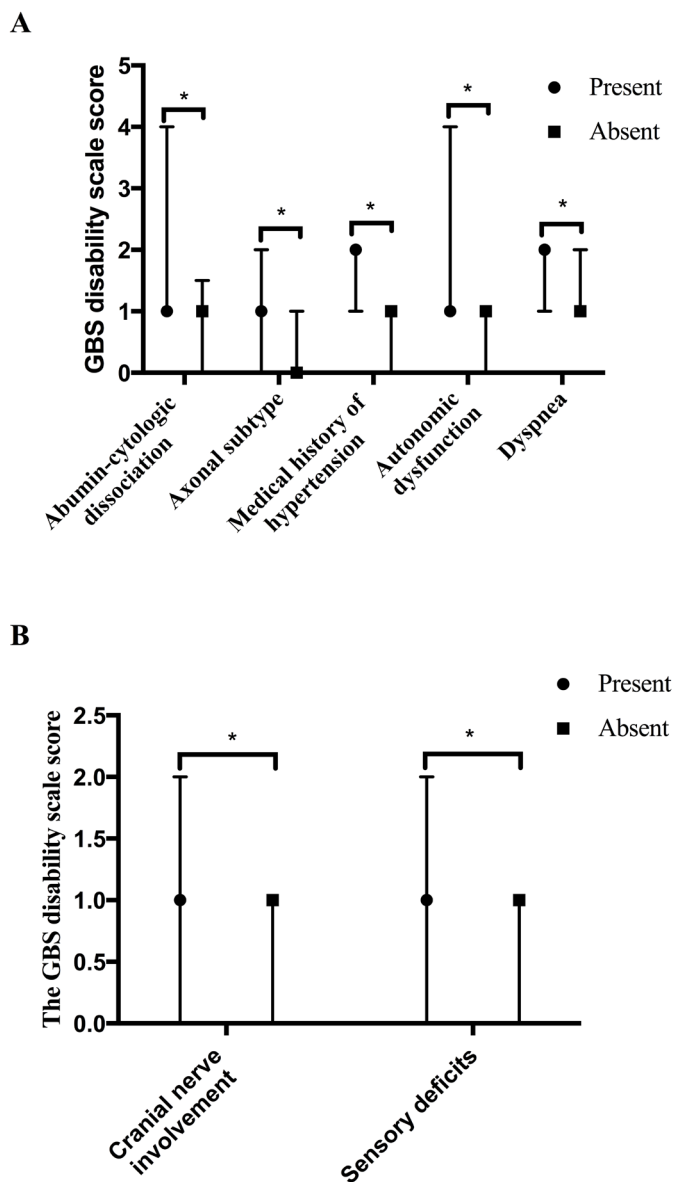 A
GBS disability scale score
5
4
3
2
1
0
*
*
*
*
*
Present
Absent
Abumin-cytologic
dissociation
Axonal subtype
Medical history of
hypertension
Autonomic
dysfunction
Dyspnea
B
The GBS disability scale score
2.5
2.0
1.5
1.0
0.5
0.0
*
*
Present
Absent
Cranial nerve
involvement
Sensory deficits